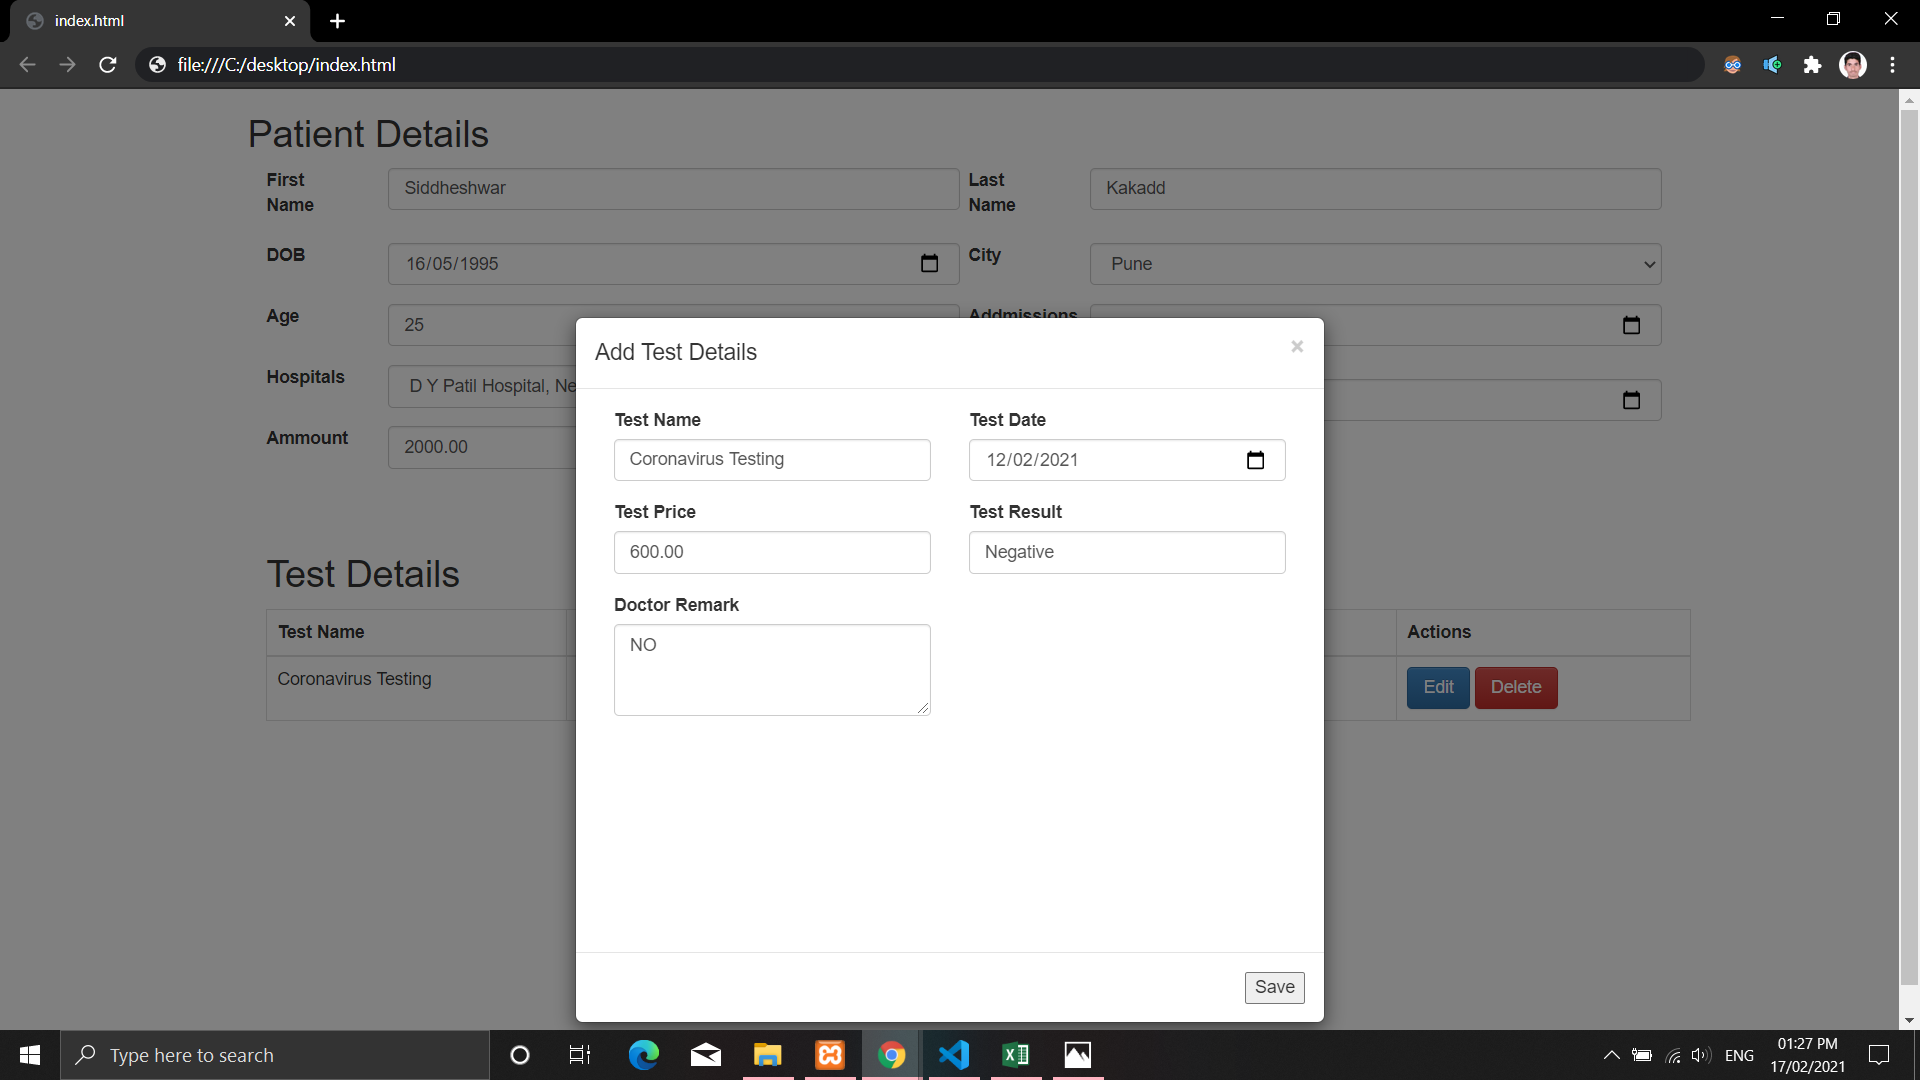 index.html
file:///C:/desktop/index.html
Patient Details
First Name
Siddheshwar
Last Name
Kakadd
DOB
16/05/1995
City
Pune
Age
25
Addmissions
Hospitals
D Y Patil Hospital, Ne
Ammount
2000.00
Add Test Details
×
Test Name
Test Date
Coronavirus Testing
12/02/2021
Test Price
Test Result
600.00
Negative
Doctor Remark
NO
Save
Test Details
Test Name
Actions
Coronavirus Testing
Edit
Delete
Type here to search
ENG
01:27 PM
17/02/2021